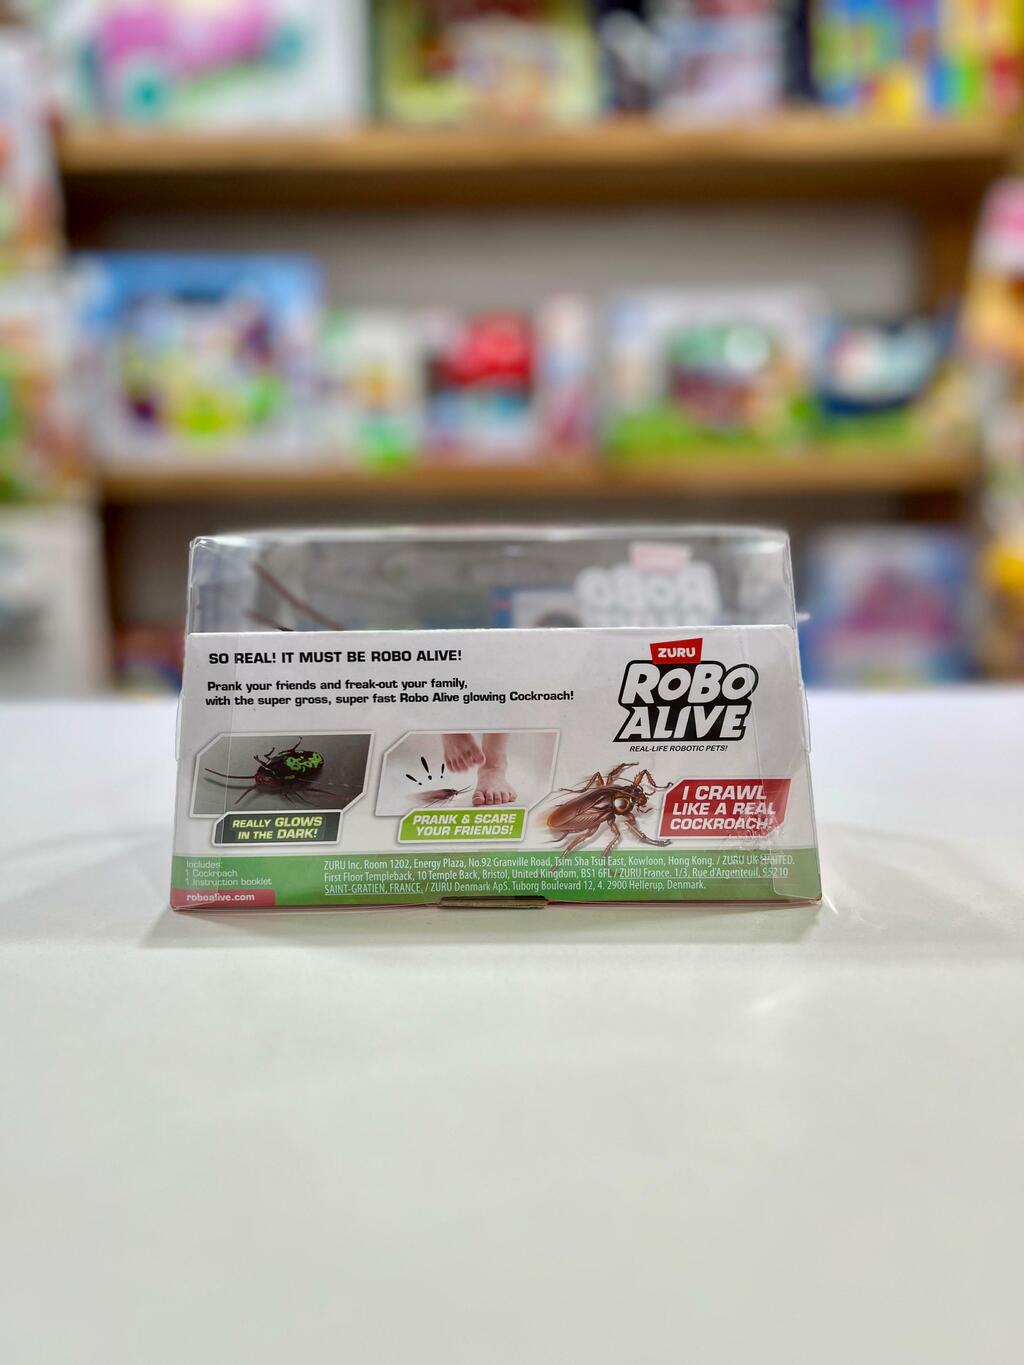 SO REAL! IT MUST BE ROBO ALIVE!
Prank your friends and freak-out your family,
with the super gross, super fast Robo Alive glowing Cockroach!
ZURU
ROBO
ALIVE
REAL-LIFE ROBOTIC PETS!
REALLY GLOWS
IN THE DARK!
PRANK & SCARE
YOUR FRIENDS!
I CRAWL
LIKE A REAL
COCKROACH!
Includes:
1 Cockroach
1 Instruction booklet
roboalive.com
ZURU Inc. Room 1202, Energy Plaza, No.92 Granville Road, Tsim Sha Tsui East, Kowloon, Hong Kong. / ZURU UK LIMITED.
First Floor Templeback, 10 Temple Back, Bristol, United Kingdom, BS1 6FL / ZURU France. 1/3, Rue d'Argenteuil, 95210
SAINT-GRATIEN, FRANCE. / ZURU Denmark ApS. Tuborg Boulevard 12, 4. 2900 Hellerup, Denmark.